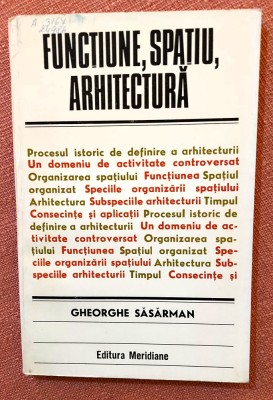 FUNCȚIUNE, SPAȚIU,
ARHITECTURĂ
Procesul istoric de definire a arhitecturii
Un domeniu de activitate controversat
Organizarea spațiului Funcțiunea Spațiul
organizat Speciile organizării spațiului
Arhitectura Subspeciile arhitecturii Timpul
Consecințe și aplicații Procesul istoric de
definire a arhitecturii Un domeniu de ac-
tivitate controversat Organizarea spa-
țiului Funcțiunea Spațiul organizat Spe-
ciile organizării spațiului Arhitectura Sub-
speciile arhitecturii Timpul Consecințe și
GHEORGHE SĂSĂRMAN
Editura Meridiane